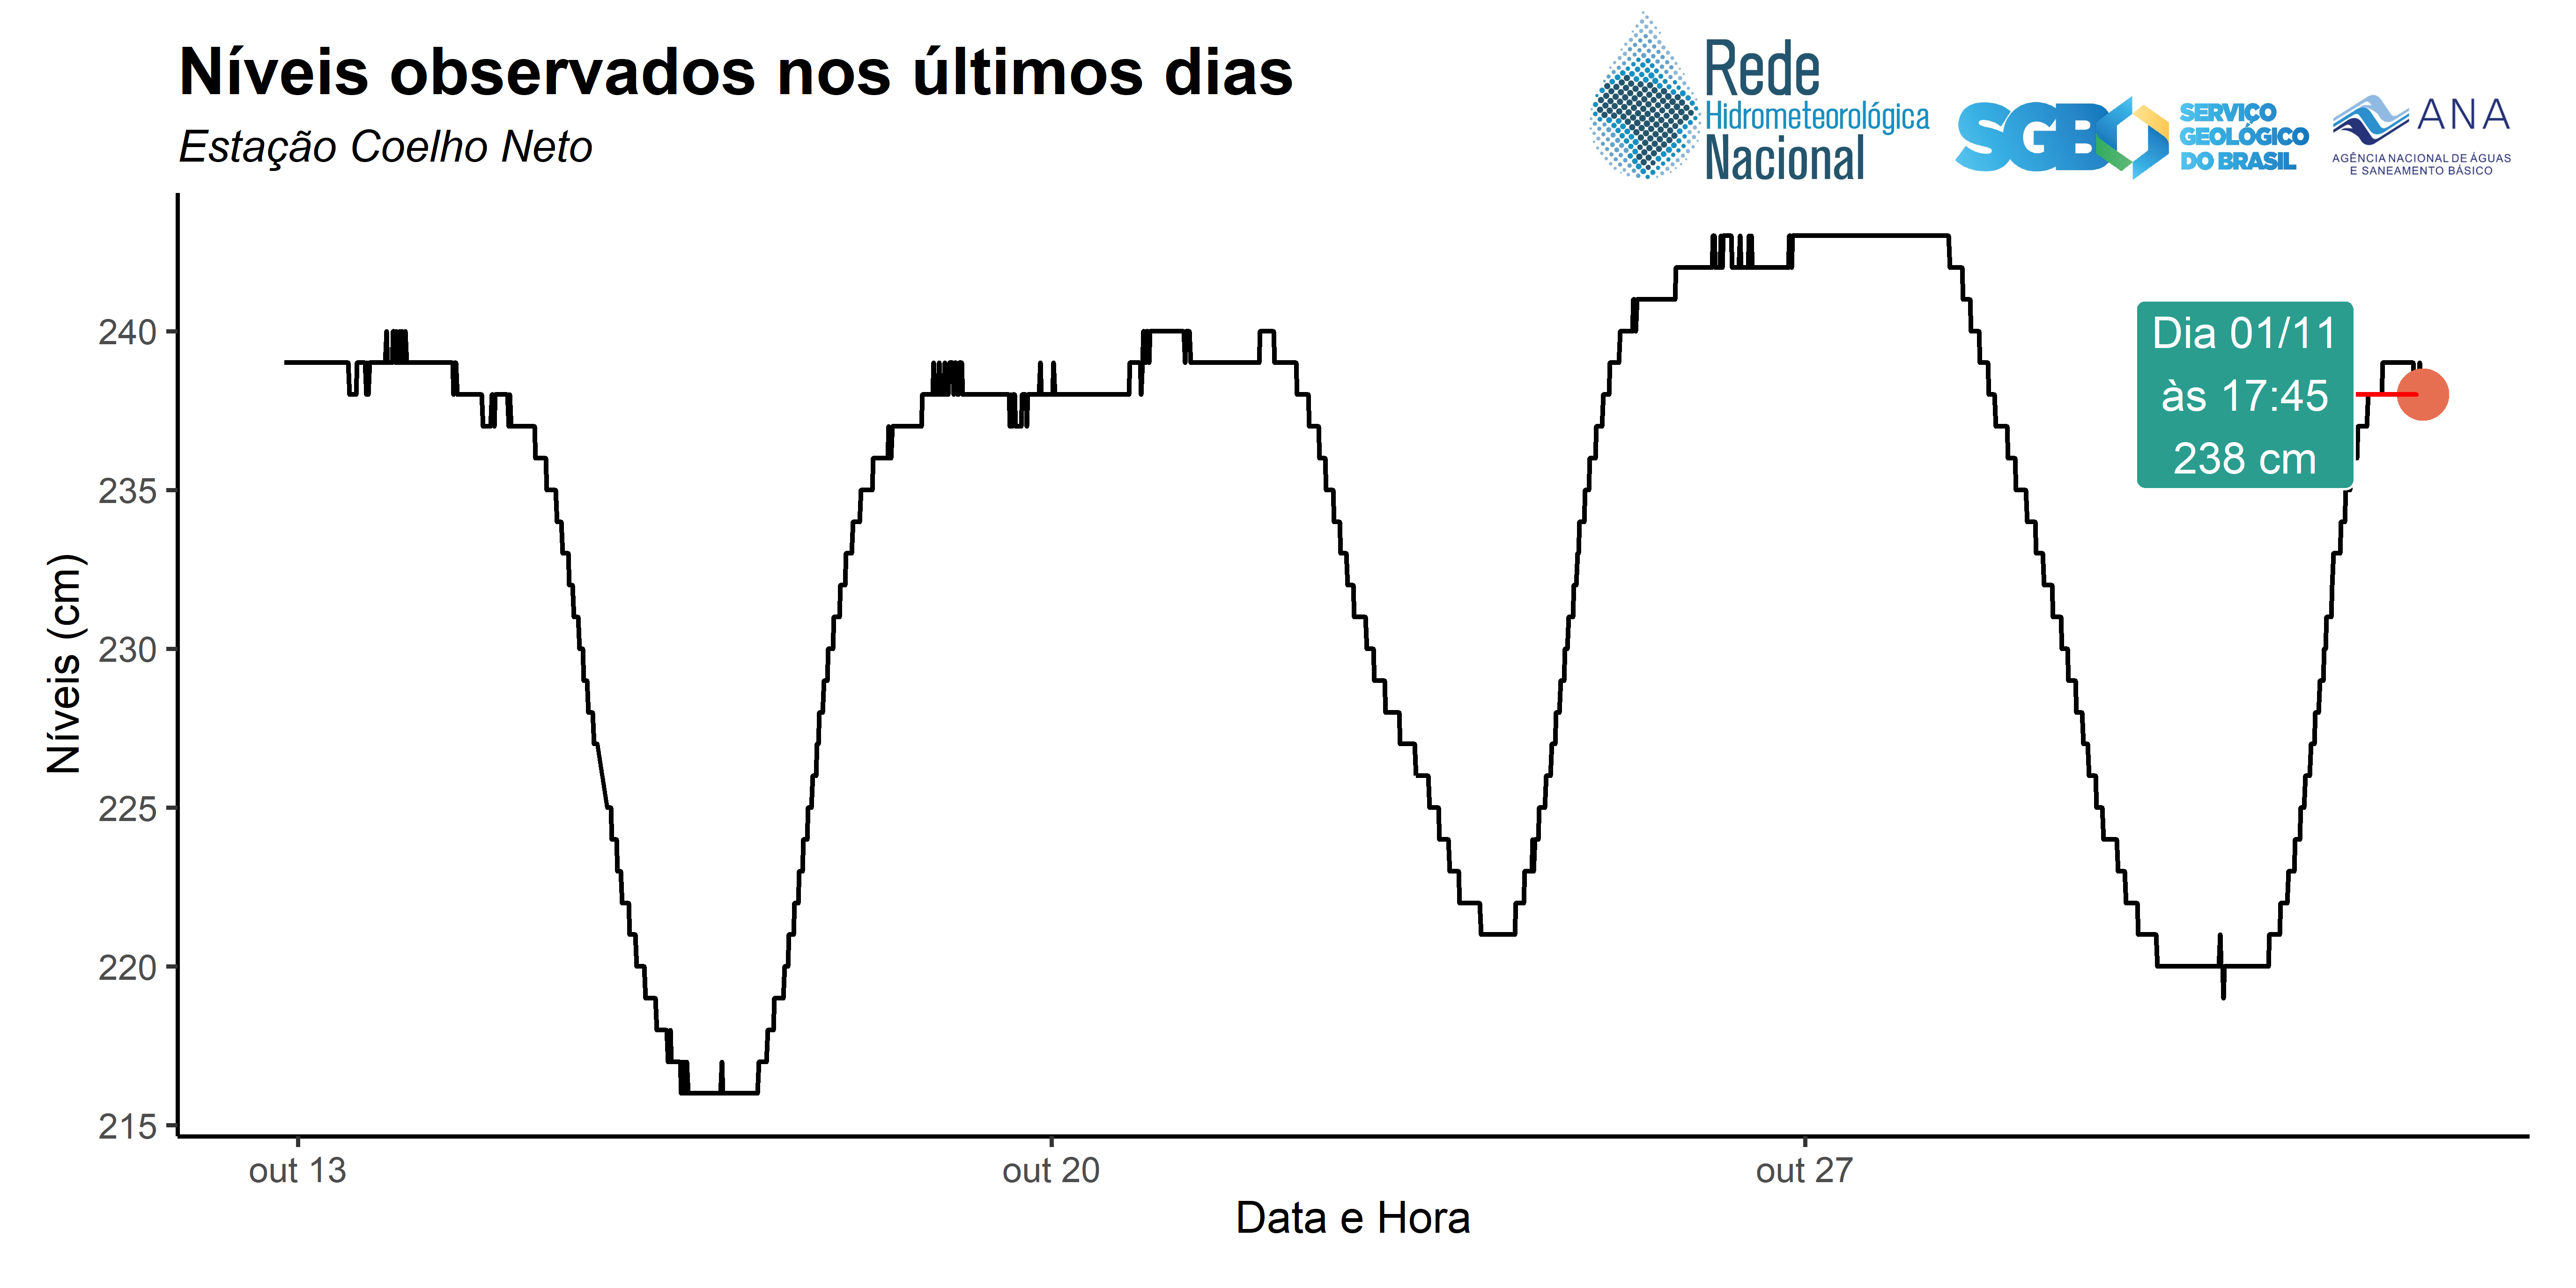 Níveis observados nos últimos dias
Estação Coelho Neto
Rede
Hidrometeorológica
Nacional
SGB
SERVIÇO
GEOLÓGICO
DO BRASIL
ANA
AGÊNCIA NACIONAL DE ÁGUAS
E SANEAMENTO BÁSICO
Níveis (cm)
240
235
230
225
220
215
Dia 01/11
às 17:45
238 cm
out 13
out 20
out 27
Data e Hora